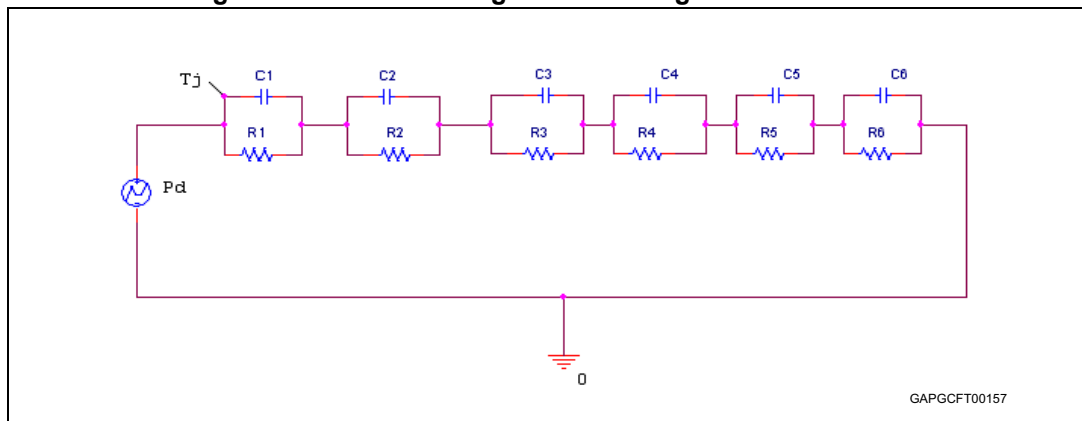 Tj
C1 C2 C3 C4 C5 C6
R1 R2 R3 R4 R5 R6
Pd
0
GAPGCFT00157